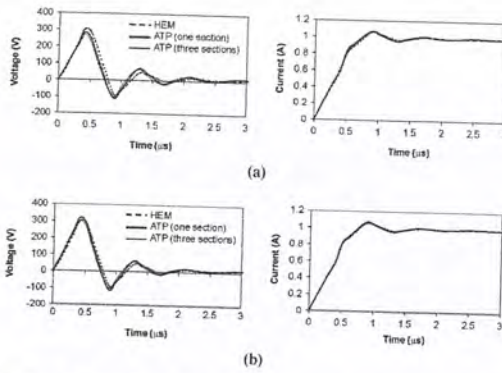 400
300
200
100
0
-100
-200
Voltage (V)
HEM
ATP (one section)
ATP (three sections)
0 0.5 1 1.5 2 2.5 3
Time (μs)
1.2
1
0.8
0.6
0.4
0.2
0
Current (A)
0 0.5 1 1.5 2 2.5 3
Time (μs)
(a)
400
300
200
100
0
-100
-200
Voltage (V)
HEM
ATP (one section)
ATP (three sections)
0 0.5 1 1.5 2 2.5 3
Time (μs)
1.2
1
0.8
0.6
0.4
0.2
0
Current (A)
0 0.5 1 1.5 2 2.5 3
Time (μs)
(b)